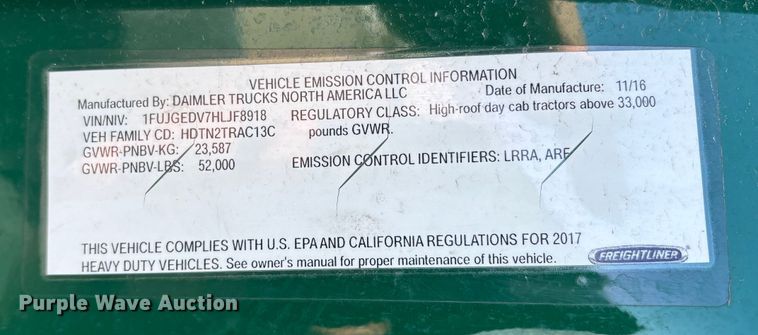 VEHICLE EMISSION CONTROL INFORMATION
Manufactured By: DAIMLER TRUCKS NORTH AMERICA LLC Date of Manufacture: 11/16
VIN/NIV: 1FUJGEDV7HLJF8918 REGULATORY CLASS: High-roof day cab tractors above 33,000
VEH FAMILY CD: HDTN2TRAC13C pounds GVWR.
GVWR-PNBV-KG: 23,587
GVWR-PNBV-LBS: 52,000 EMISSION CONTROL IDENTIFIERS: LRRA, ARF
THIS VEHICLE COMPLIES WITH U.S. EPA AND CALIFORNIA REGULATIONS FOR 2017
HEAVY DUTY VEHICLES. See owner's manual for proper maintenance of this vehicle.
FREIGHTLINER
Purple Wave Auction